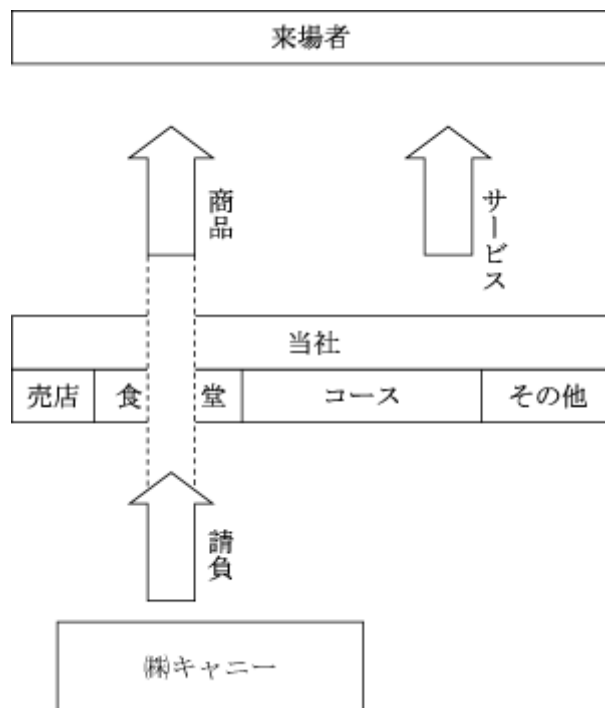 来場者
商品
サービス
当社
売店
食堂
コース
その他
請負
㈱キャニー